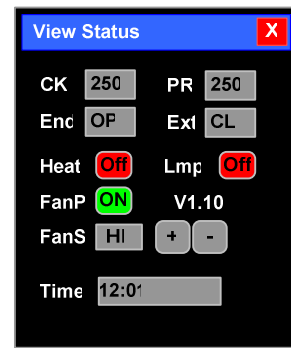 View Status X
CK 250 PR 250
End OP Ext CL
Heat Off Lmp Off
FanP ON V1.10
FanS HI + -
Time 12:01